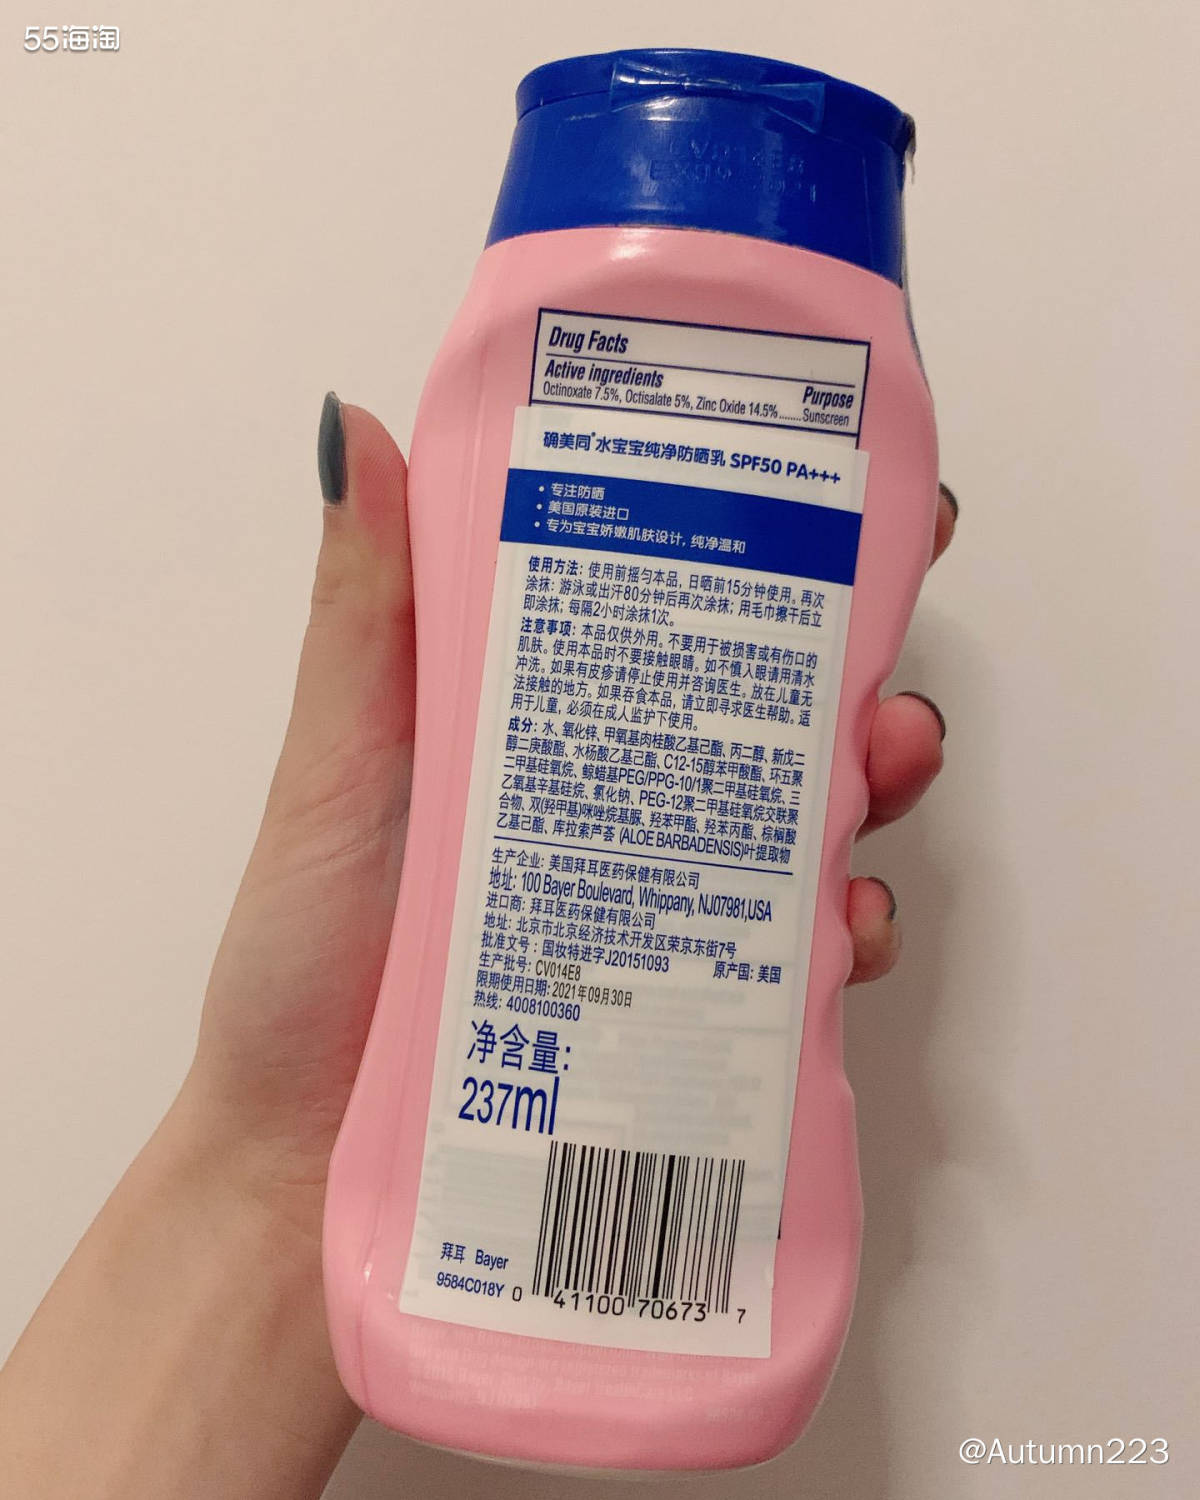 55海淘
CV014E8
Drug Facts
Active ingredients
Purpose
Octinoxate 7.5%, Octisalate 5%, Zinc Oxide 14.5%........Sunscreen
确美同®水宝宝纯净防晒乳 SPF50 PA+++
• 专注防晒
• 美国原装进口
• 专为宝宝娇嫩肌肤设计, 纯净温和
使用方法: 使用前摇匀本品, 日晒前15分钟使用。再次
涂抹: 游泳或出汗80分钟后再次涂抹; 用毛巾擦干后立
即涂抹; 每隔2小时涂抹1次。
注意事项: 本品仅供外用。不要用于被损害或有伤口的
肌肤。使用本品时不要接触眼睛。如不慎入眼请用清水
冲洗。如果有皮疹请停止使用并咨询医生。放在儿童无
法接触的地方。如果吞食本品, 请立即寻求医生帮助。适
用于儿童, 必须在成人监护下使用。
成分: 水、氧化锌、甲氧基肉桂酸乙基己酯、丙二醇、新戊二
醇二庚酸酯、水杨酸乙基己酯、C12-15醇苯甲酸酯、环五聚
二甲基硅氧烷、鲸蜡基PEG/PPG-10/1聚二甲基硅氧烷、三
乙氧基辛基硅烷、氯化钠、PEG-12聚二甲基硅氧烷交联聚
合物、双(羟甲基)咪唑烷基脲、羟苯甲酯、羟苯丙酯、棕榈酸
乙基己酯、库拉索芦荟 (ALOE BARBADENSIS)叶提取物
生产企业: 美国拜耳医药保健有限公司
地址: 100 Bayer Boulevard, Whippany, NJ07981,USA
进口商: 拜耳医药保健有限公司
地址: 北京市北京经济技术开发区荣京东街7号
批准文号: 国妆特进字J20151093 原产国: 美国
生产批号: CV014E8
限期使用日期: 2021年09月30日
热线: 4008100360
净含量:
237ml
拜耳 Bayer
9584C018Y
0 41100 70673 7
@Autumn223